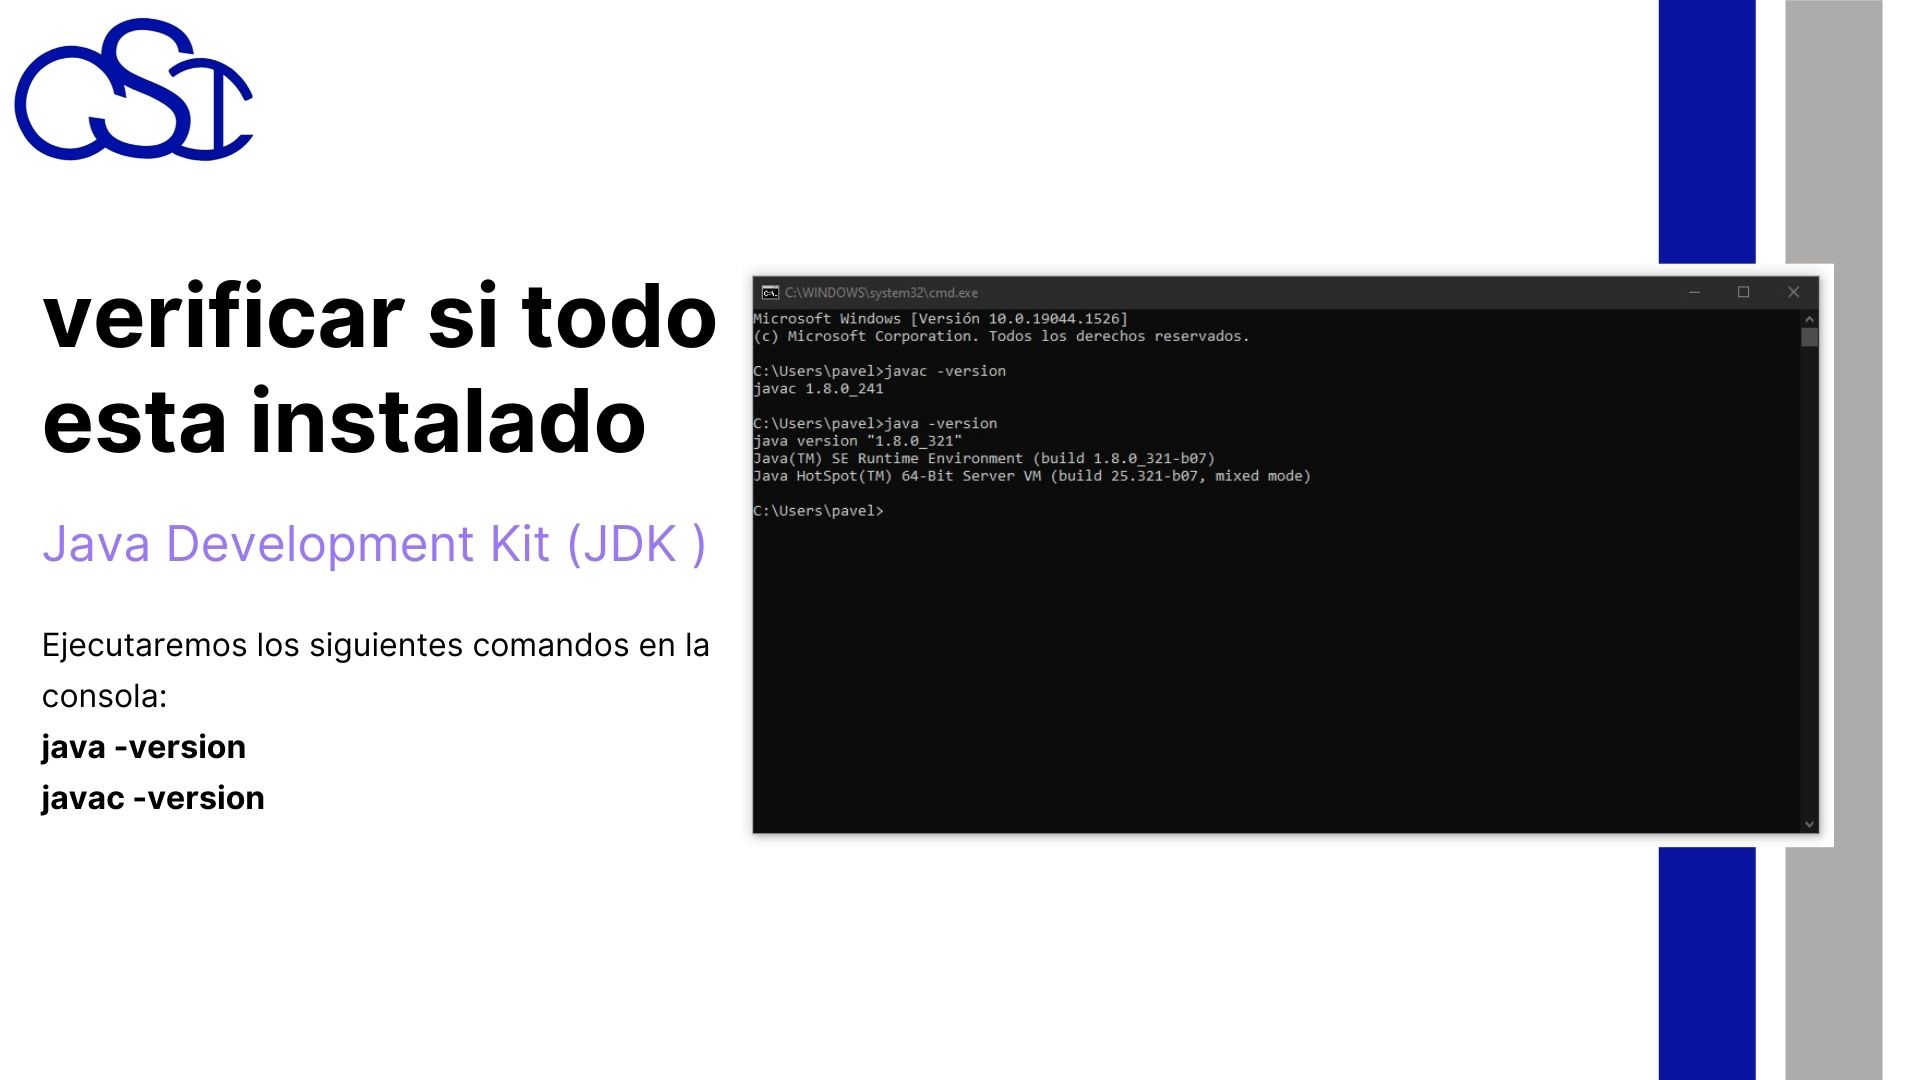 CSTI
verificar si todo
esta instalado
Java Development Kit (JDK )
Ejecutaremos los siguientes comandos en la
consola:
java -version
javac -version
C:\WINDOWS\system32\cmd.exe
Microsoft Windows [Versión 10.0.19044.1526]
(c) Microsoft Corporation. Todos los derechos reservados.
C:\Users\pavel>javac -version
javac 1.8.0_241
C:\Users\pavel>java -version
java version "1.8.0_321"
Java(TM) SE Runtime Environment (build 1.8.0_321-b07)
Java HotSpot(TM) 64-Bit Server VM (build 25.321-b07, mixed mode)
C:\Users\pavel>